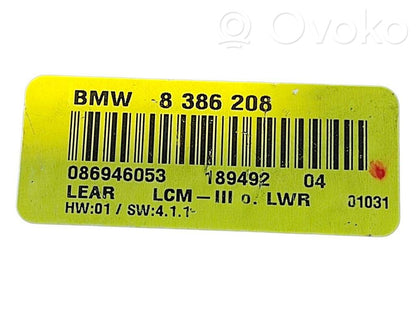 Ovoko
BMW 8 386 208
086946053 189492 04
LEAR LCM-III o. LWR 01031
HW:01 / SW:4.1.1